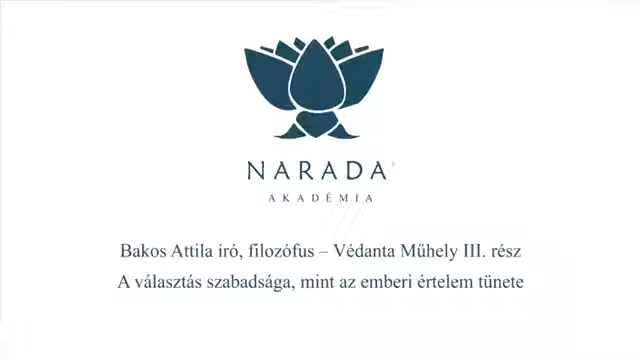 NARADA
AKADÉMIA
Bakos Attila író, filozófus – Védanta Műhely III. rész
A választás szabadsága, mint az emberi értelem tünete